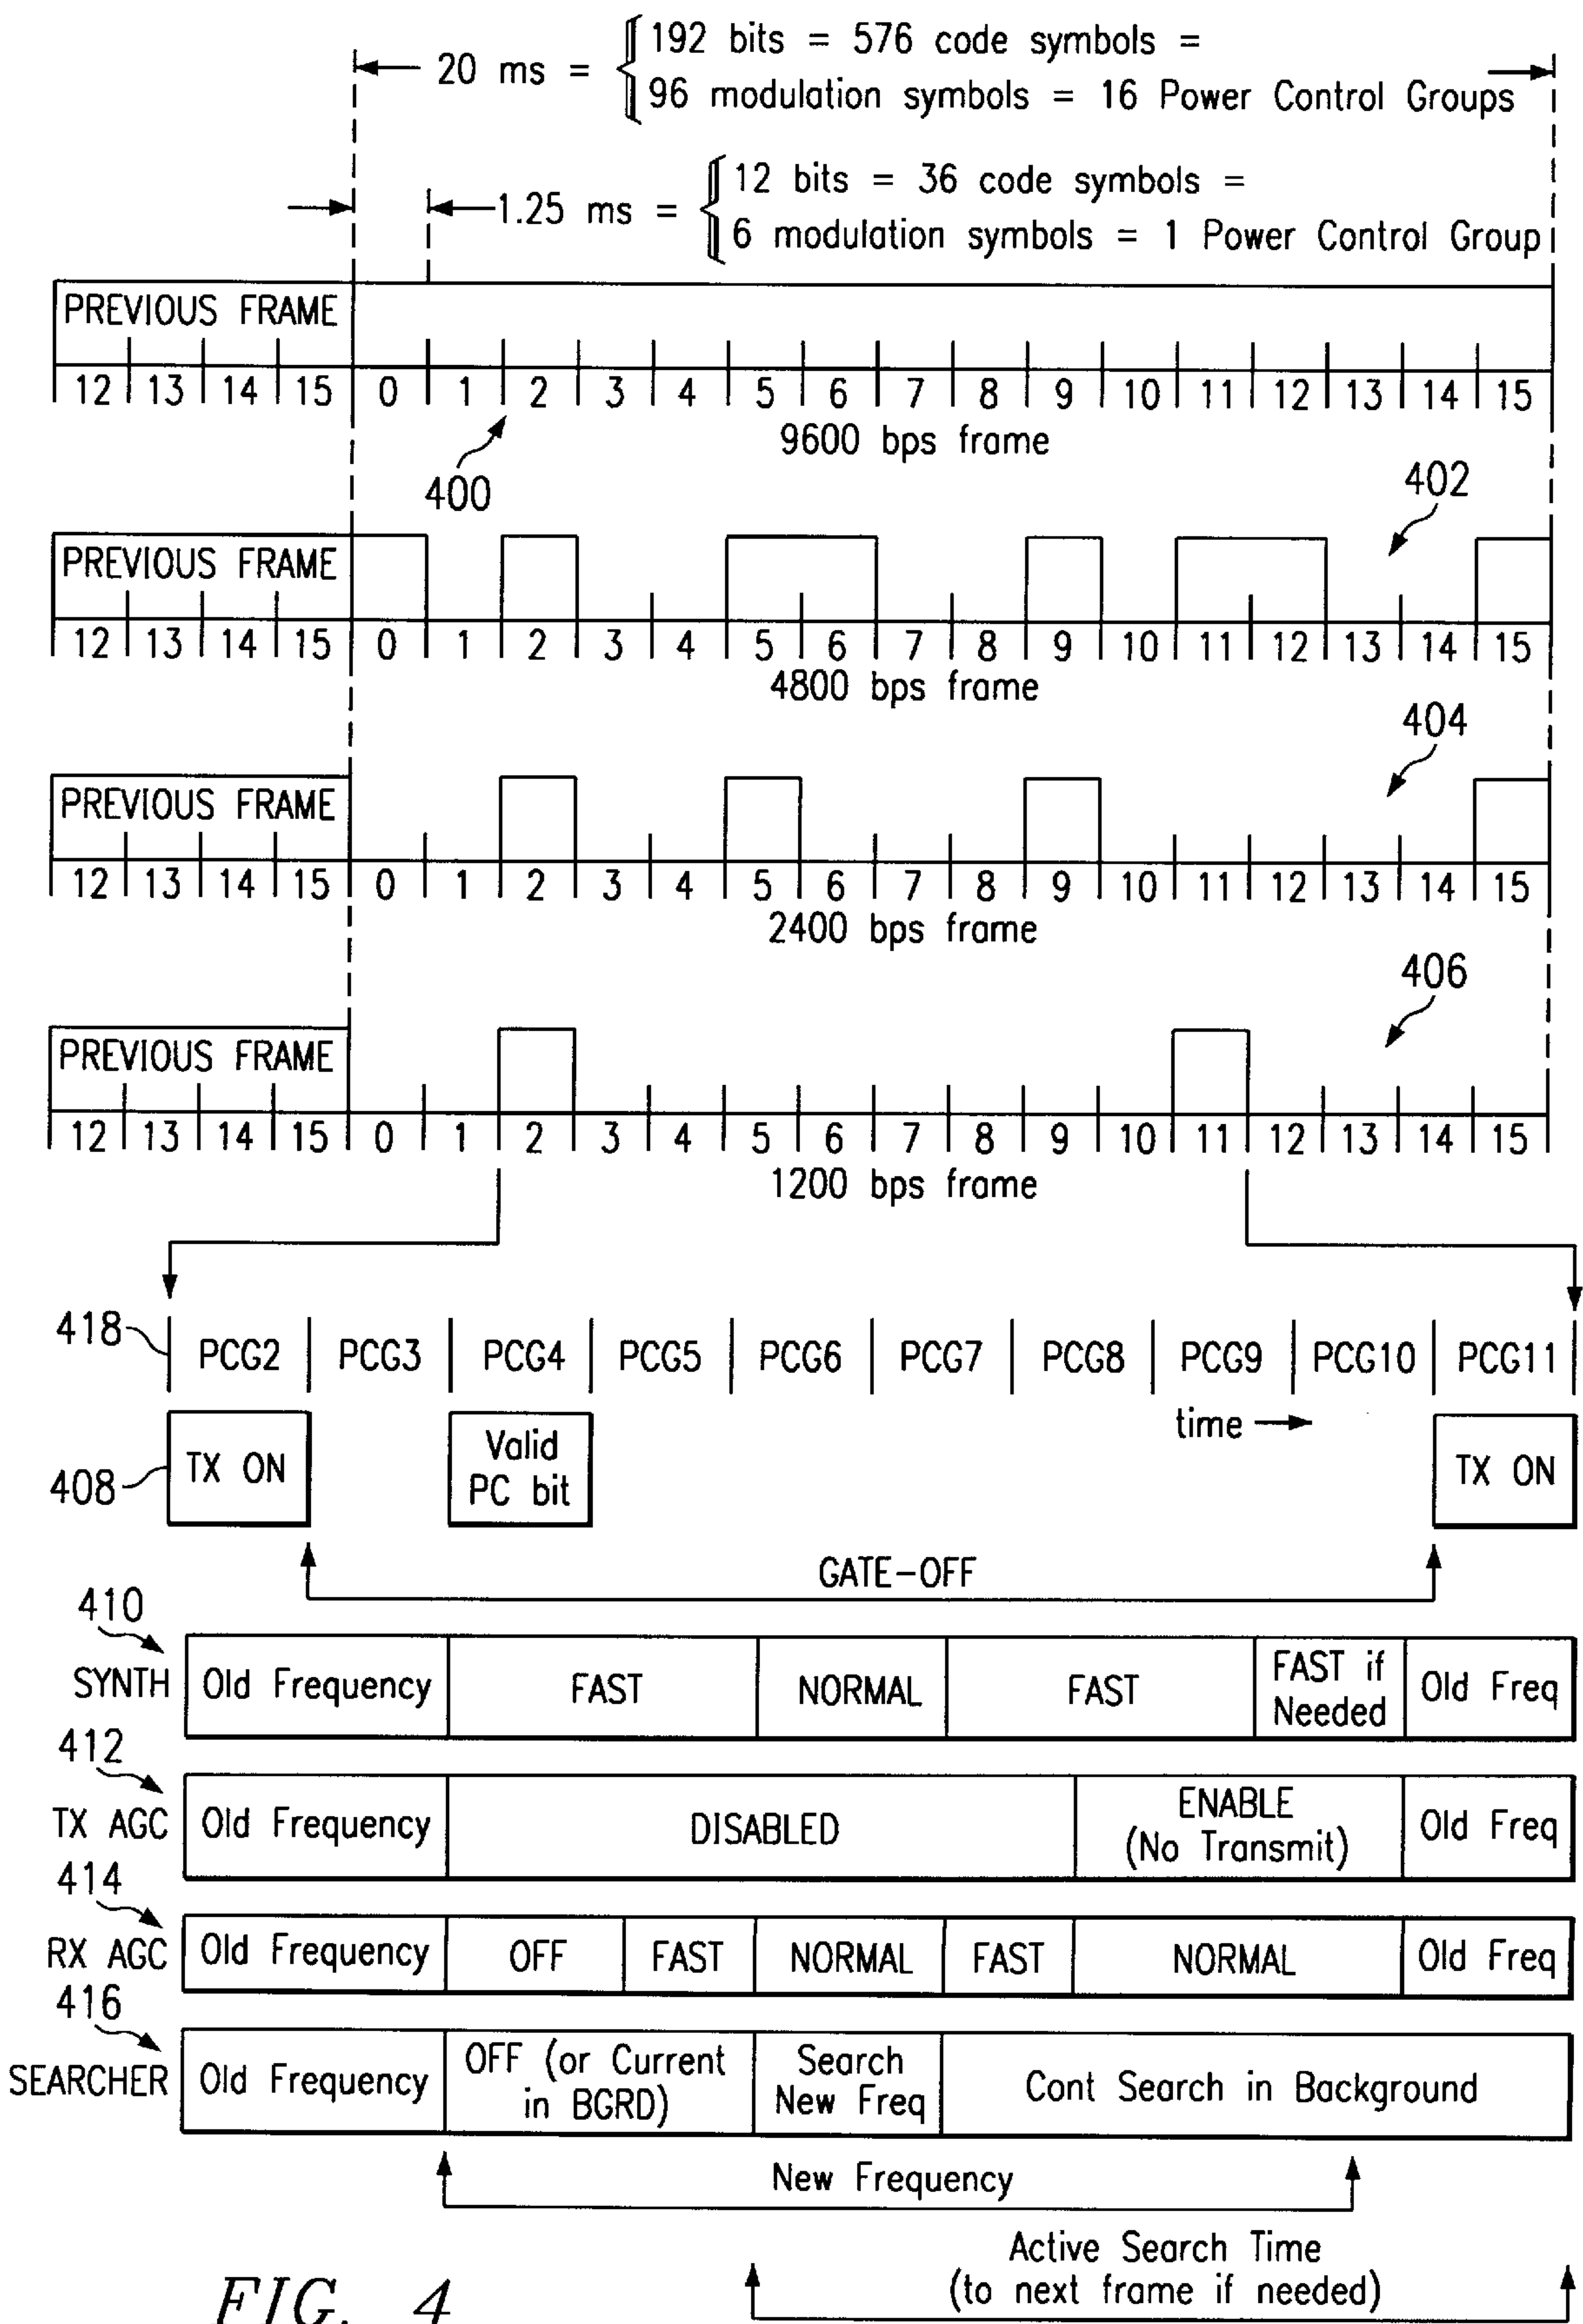 20 ms = { 192 bits = 576 code symbols =
96 modulation symbols = 16 Power Control Groups
1.25 ms = { 12 bits = 36 code symbols =
6 modulation symbols = 1 Power Control Group
PREVIOUS FRAME
12 13 14 15 0 1 2 3 4 5 6 7 8 9 10 11 12 13 14 15
9600 bps frame
400
402
PREVIOUS FRAME
12 13 14 15 0 1 2 3 4 5 6 7 8 9 10 11 12 13 14 15
4800 bps frame
404
PREVIOUS FRAME
12 13 14 15 0 1 2 3 4 5 6 7 8 9 10 11 12 13 14 15
2400 bps frame
406
PREVIOUS FRAME
12 13 14 15 0 1 2 3 4 5 6 7 8 9 10 11 12 13 14 15
1200 bps frame
418 PCG2 PCG3 PCG4 PCG5 PCG6 PCG7 PCG8 PCG9 PCG10 PCG11
time
408 TX ON
Valid
PC bit
TX ON
GATE-OFF
410
SYNTH Old Frequency FAST NORMAL FAST
FAST if
Needed
Old Freq
412
TX AGC Old Frequency DISABLED
ENABLE
(No Transmit)
Old Freq
414
RX AGC Old Frequency OFF FAST NORMAL FAST NORMAL Old Freq
416
SEARCHER Old Frequency
OFF (or Current
in BGRD)
Search
New Freq
Cont Search in Background
New Frequency
Active Search Time
(to next frame if needed)
FIG. 4